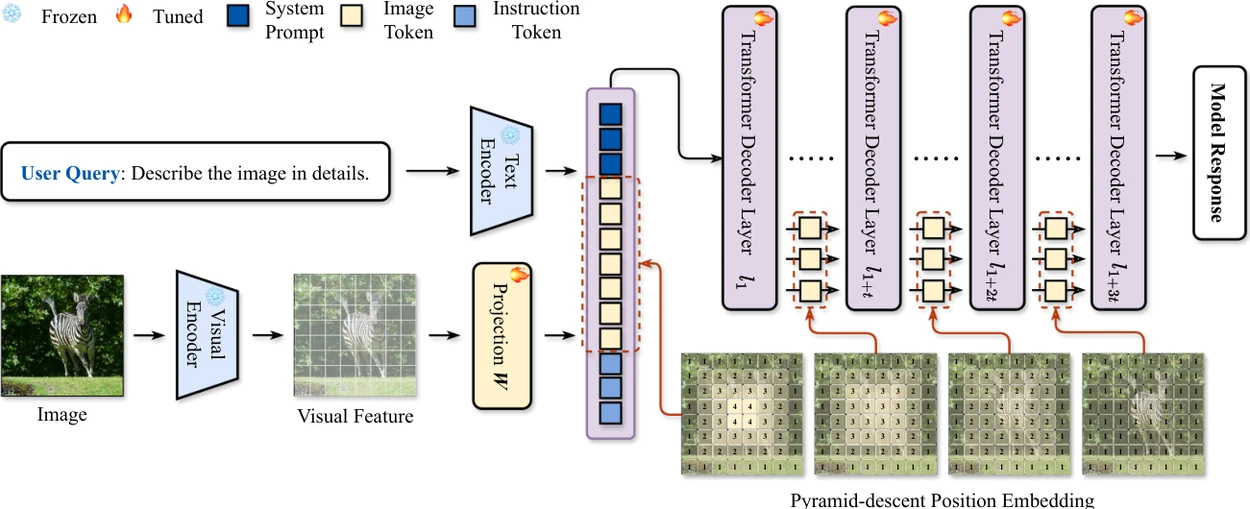 Frozen
Tuned
System
Prompt
Image
Token
Instruction
Token
User Query: Describe the image in details.
Text
Encoder
Image
Visual
Encoder
Visual Feature
Projection W
Transformer Decoder Layer l1
.....
Transformer Decoder Layer l1+t
.....
Transformer Decoder Layer l1+2t
.....
Transformer Decoder Layer l1+3t
Model Response
Pyramid-descent Position Embedding